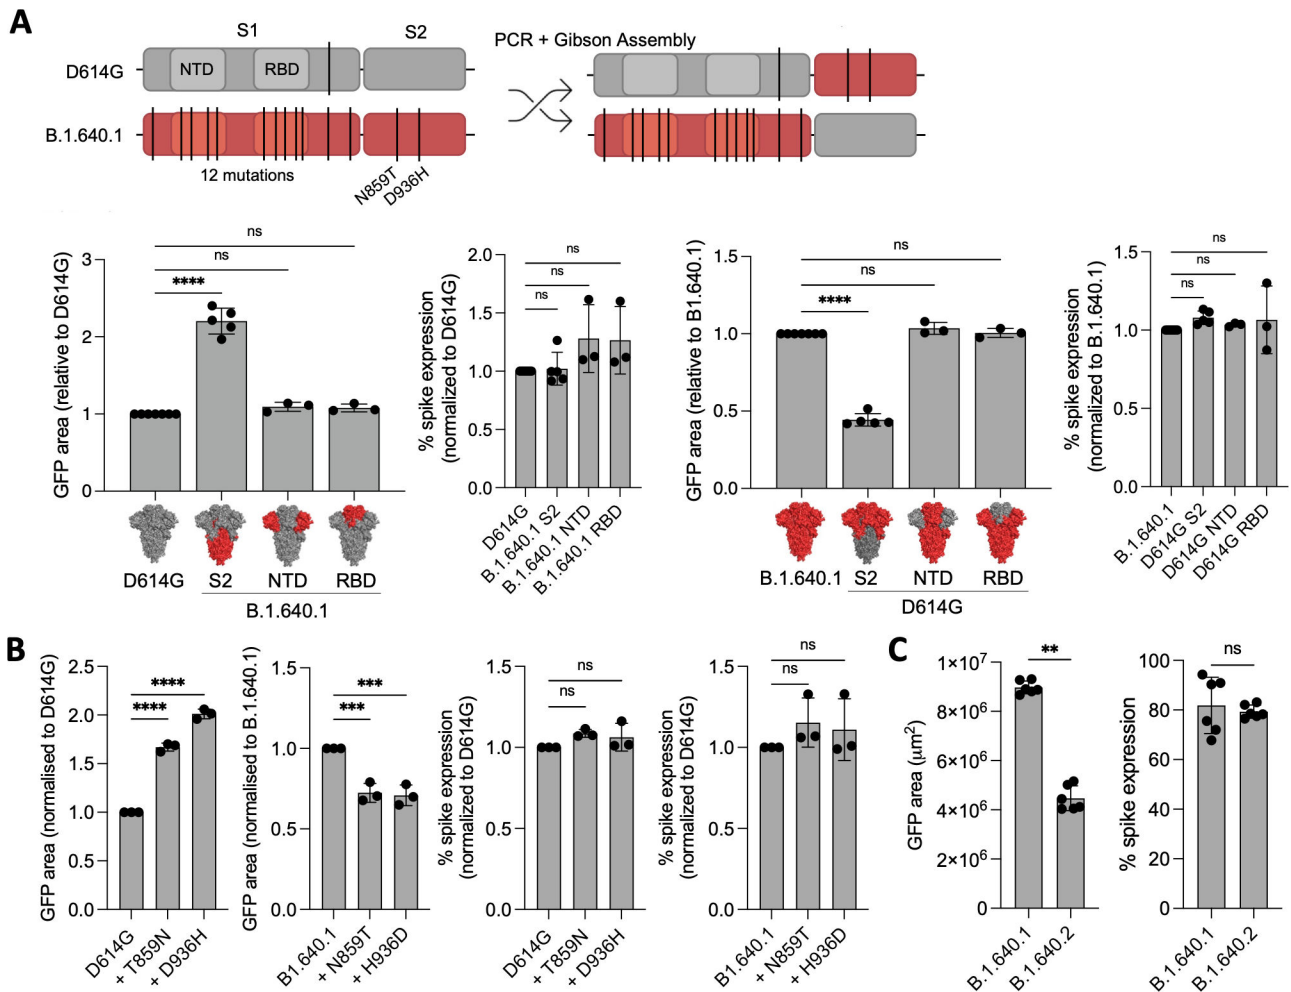 A
S1
S2
D614G
NTD
RBD
B.1.640.1
12 mutations
N859T
D936H
PCR + Gibson Assembly
GFP area (relative to D614G)
3
2
1
0
ns
ns
****
D614G
S2
NTD
RBD
B.1.640.1
% spike expression
(normalized to D614G)
2.0
1.5
1.0
0.5
0.0
ns
ns
ns
D614G
B.1.640.1 S2
B.1.640.1 NTD
B.1.640.1 RBD
GFP area (relative to B1.640.1)
1.5
1.0
0.5
0.0
ns
ns
****
B.1.640.1
S2
NTD
RBD
D614G
% spike expression
(normalized to B.1.640.1)
1.5
1.0
0.5
0.0
ns
ns
ns
B.1.640.1
D614G S2
D614G NTD
D614G RBD
B
GFP area (normalised to D614G)
2.5
2.0
1.5
1.0
0.5
0.0
****
****
D614G
+ T859N
+ D936H
GFP area (normalised to B.1.640.1)
1.5
1.0
0.5
0.0
***
***
B1.640.1
+ N859T
+ H936D
% spike expression
(normalized to D614G)
1.5
1.0
0.5
0.0
ns
ns
D614G
+ T859N
+ D936H
% spike expression
(normalized to D614G)
1.5
1.0
0.5
0.0
ns
ns
B1.640.1
+ N859T
+ H936D
C
GFP area (μm²)
1×10⁷
8×10⁶
6×10⁶
4×10⁶
2×10⁶
0
**
B.1.640.1
B.1.640.2
% spike expression
100
80
60
40
20
0
ns
B.1.640.1
B.1.640.2